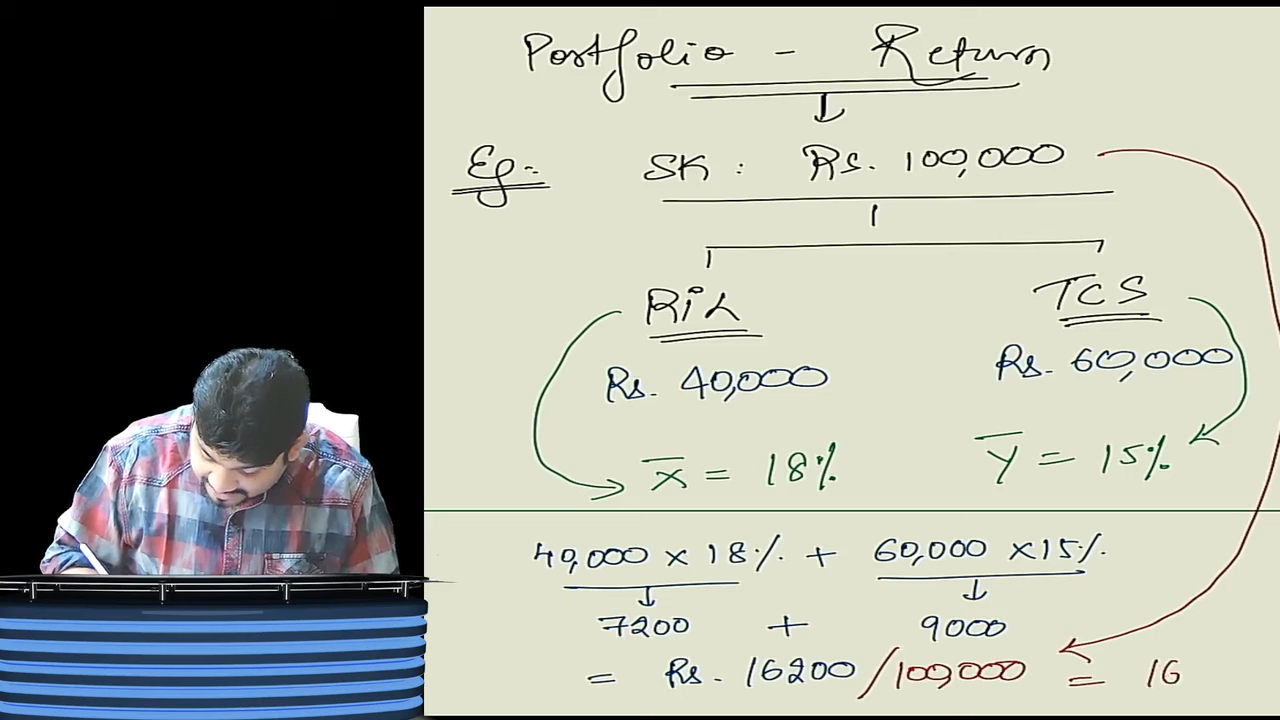 Portfolio - Return
Eg:- SK : Rs. 100,000
RiL TCS
Rs. 40,000 Rs. 60,000
X̅ = 18% Y̅ = 15%
40,000 x 18% + 60,000 x 15%
7200 + 9000
= Rs. 16200 / 100,000 = 16